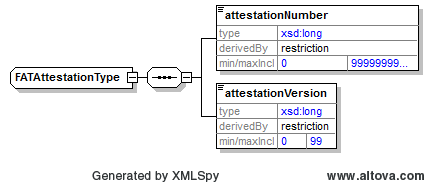 attestationNumber
type xsd:long
derivedBy restriction
min/maxIncl 0 99999999...
FATAttestationType
attestationVersion
type xsd:long
derivedBy restriction
min/maxIncl 0 99
Generated by XMLSpy www.altova.com